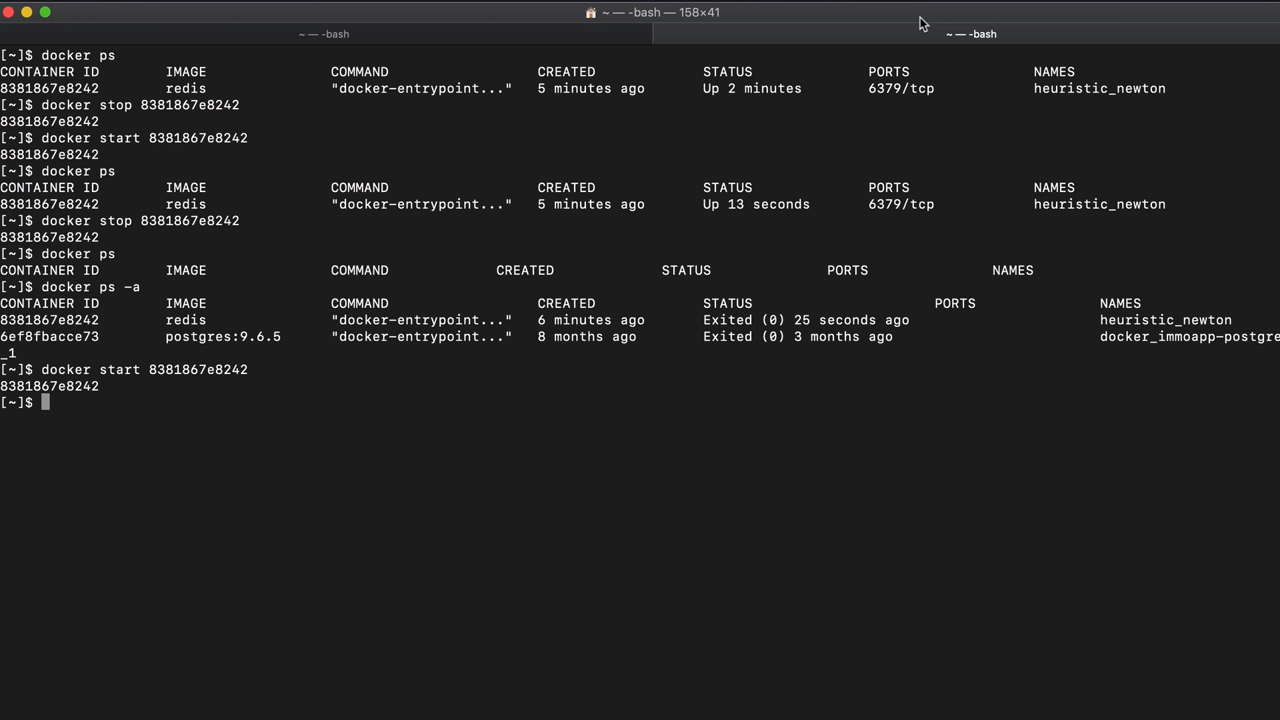 ~ — -bash — 158×41
~ — -bash
~ — -bash
[~]$ docker ps
CONTAINER ID        IMAGE               COMMAND                  CREATED             STATUS              PORTS               NAMES
8381867e8242        redis               "docker-entrypoint..."   5 minutes ago       Up 2 minutes        6379/tcp            heuristic_newton
[~]$ docker stop 8381867e8242
8381867e8242
[~]$ docker start 8381867e8242
8381867e8242
[~]$ docker ps
CONTAINER ID        IMAGE               COMMAND                  CREATED             STATUS              PORTS               NAMES
8381867e8242        redis               "docker-entrypoint..."   5 minutes ago       Up 13 seconds       6379/tcp            heuristic_newton
[~]$ docker stop 8381867e8242
8381867e8242
[~]$ docker ps
CONTAINER ID        IMAGE               COMMAND             CREATED             STATUS              PORTS               NAMES
[~]$ docker ps -a
CONTAINER ID        IMAGE               COMMAND                  CREATED             STATUS                      PORTS               NAMES
8381867e8242        redis               "docker-entrypoint..."   6 minutes ago       Exited (0) 25 seconds ago                       heuristic_newton
6ef8fbacce73        postgres:9.6.5      "docker-entrypoint..."   8 months ago        Exited (0) 3 months ago                         docker_immoapp-postgre
_1
[~]$ docker start 8381867e8242
8381867e8242
[~]$